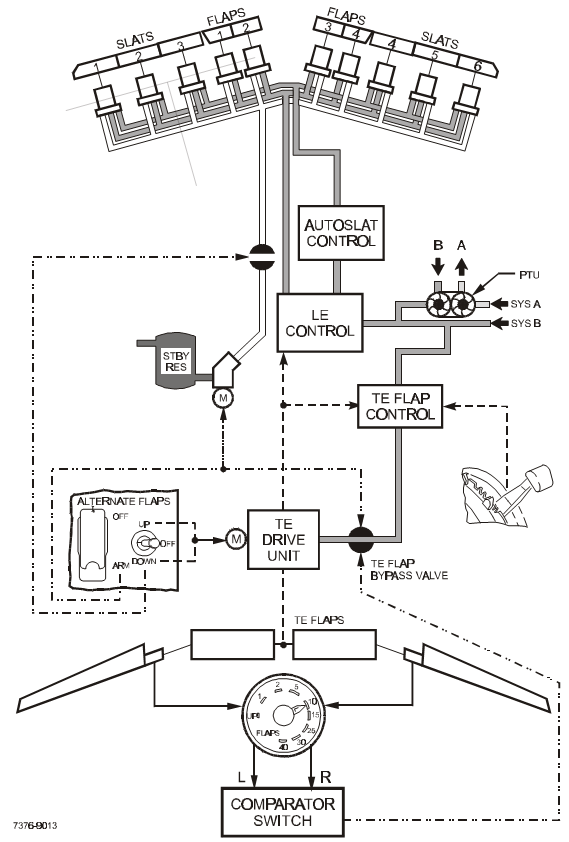 FLAPS
SLATS
1 2 3 1 2
FLAPS
SLATS
3 4 4 5 6
AUTOSLAT
CONTROL
B A
PTU
SYS A
SYS B
LE
CONTROL
STBY
RES
M
TE FLAP
CONTROL
ALTERNATE FLAPS
OFF
UP
OFF
DOWN
ARM
M
TE
DRIVE
UNIT
TE FLAP
BYPASS VALVE
TE FLAPS
UP
1
2
5
10
15
25
30
40
FLAPS
L R
COMPARATOR
SWITCH
7376-9013